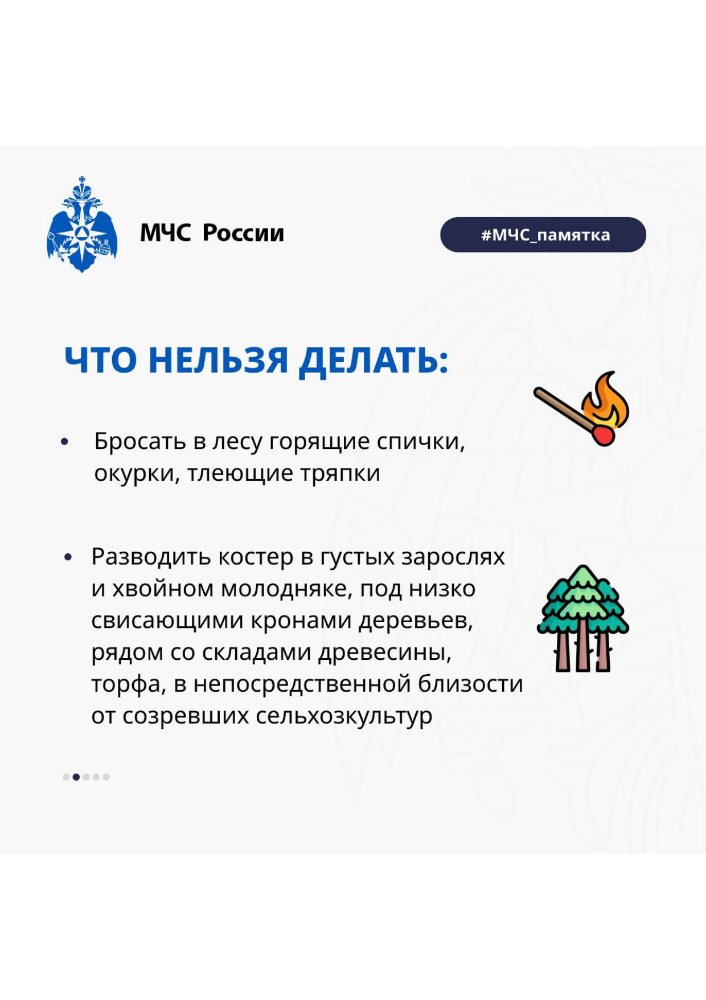 МЧС России
#МЧС_памятка
ЧТО НЕЛЬЗЯ ДЕЛАТЬ:
• Бросать в лесу горящие спички,
окурки, тлеющие тряпки
• Разводить костер в густых зарослях
и хвойном молодняке, под низко
свисающими кронами деревьев,
рядом со складами древесины,
торфа, в непосредственной близости
от созревших сельхозкультур